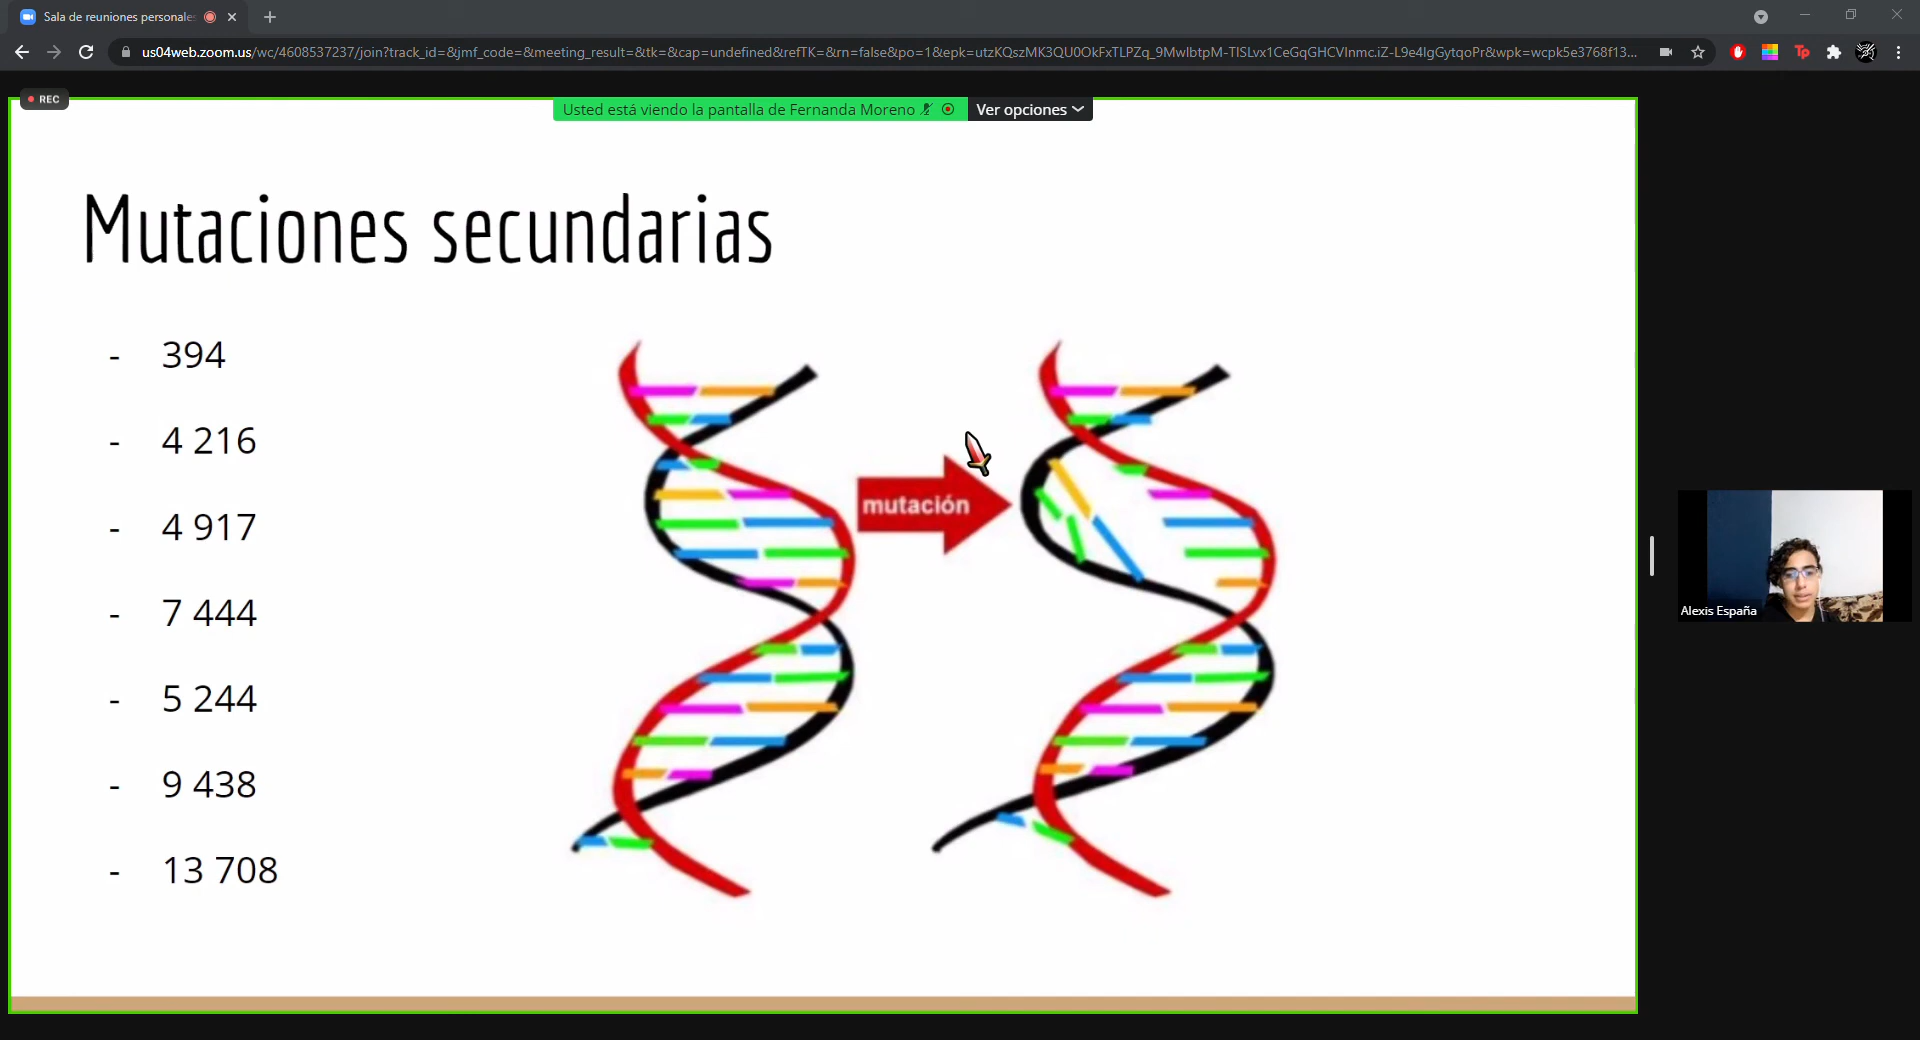 Sala de reuniones personales
us04web.zoom.us/wc/4608537237/join?track_id=&jmf_code=&meeting_result=&tk=&cap=undefined&refTK=&rn=false&po=1&epk=utzKQszMK3QU0OkFxTLPZq_9MwIbtpM-TISLvx1CeGqGHCVInmc.iZ-L9e4lgGytqoPr&wpk=wcpk5e3768f13...
REC
Usted está viendo la pantalla de Fernanda Moreno
Ver opciones
Mutaciones secundarias
- 394
- 4 216
- 4 917
- 7 444
- 5 244
- 9 438
- 13 708
mutación
Alexis España